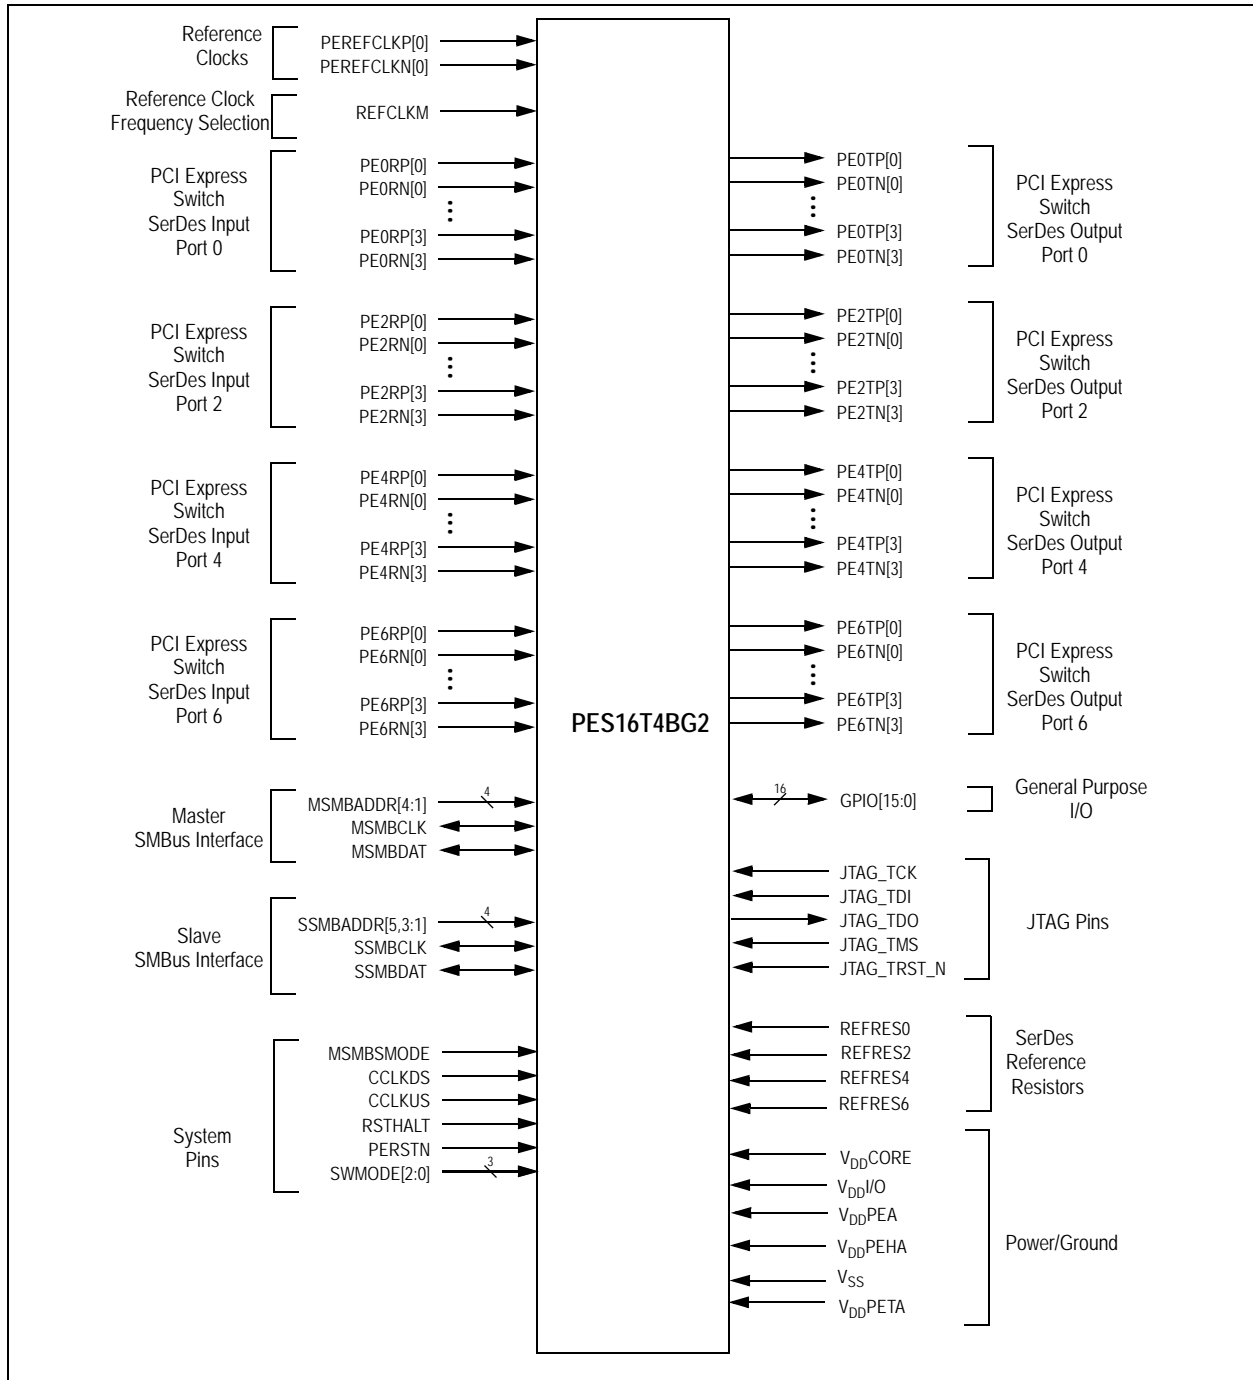 Reference
Clocks
PEREFCLKP[0]
PEREFCLKN[0]
Reference Clock
Frequency Selection
REFCLKM
PCI Express
Switch
SerDes Input
Port 0
PE0RP[0]
PE0RN[0]
PE0RP[3]
PE0RN[3]
PCI Express
Switch
SerDes Input
Port 2
PE2RP[0]
PE2RN[0]
PE2RP[3]
PE2RN[3]
PCI Express
Switch
SerDes Input
Port 4
PE4RP[0]
PE4RN[0]
PE4RP[3]
PE4RN[3]
PCI Express
Switch
SerDes Input
Port 6
PE6RP[0]
PE6RN[0]
PE6RP[3]
PE6RN[3]
Master
SMBus Interface
MSMBADDR[4:1]
4
MSMBCLK
MSMBDAT
Slave
SMBus Interface
SSMBADDR[5,3:1]
4
SSMBCLK
SSMBDAT
System
Pins
MSMBSMODE
CCLKDS
CCLKUS
RSTHALT
PERSTN
SWMODE[2:0]
3
PES16T4BG2
PE0TP[0]
PE0TN[0]
PE0TP[3]
PE0TN[3]
PCI Express
Switch
SerDes Output
Port 0
PE2TP[0]
PE2TN[0]
PE2TP[3]
PE2TN[3]
PCI Express
Switch
SerDes Output
Port 2
PE4TP[0]
PE4TN[0]
PE4TP[3]
PE4TN[3]
PCI Express
Switch
SerDes Output
Port 4
PE6TP[0]
PE6TN[0]
PE6TP[3]
PE6TN[3]
PCI Express
Switch
SerDes Output
Port 6
16
GPIO[15:0]
General Purpose
I/O
JTAG_TCK
JTAG_TDI
JTAG_TDO
JTAG_TMS
JTAG_TRST_N
JTAG Pins
REFRES0
REFRES2
REFRES4
REFRES6
SerDes
Reference
Resistors
VDDCORE
VDDI/O
VDDPEA
VDDPEHA
VSS
VDDPETA
Power/Ground